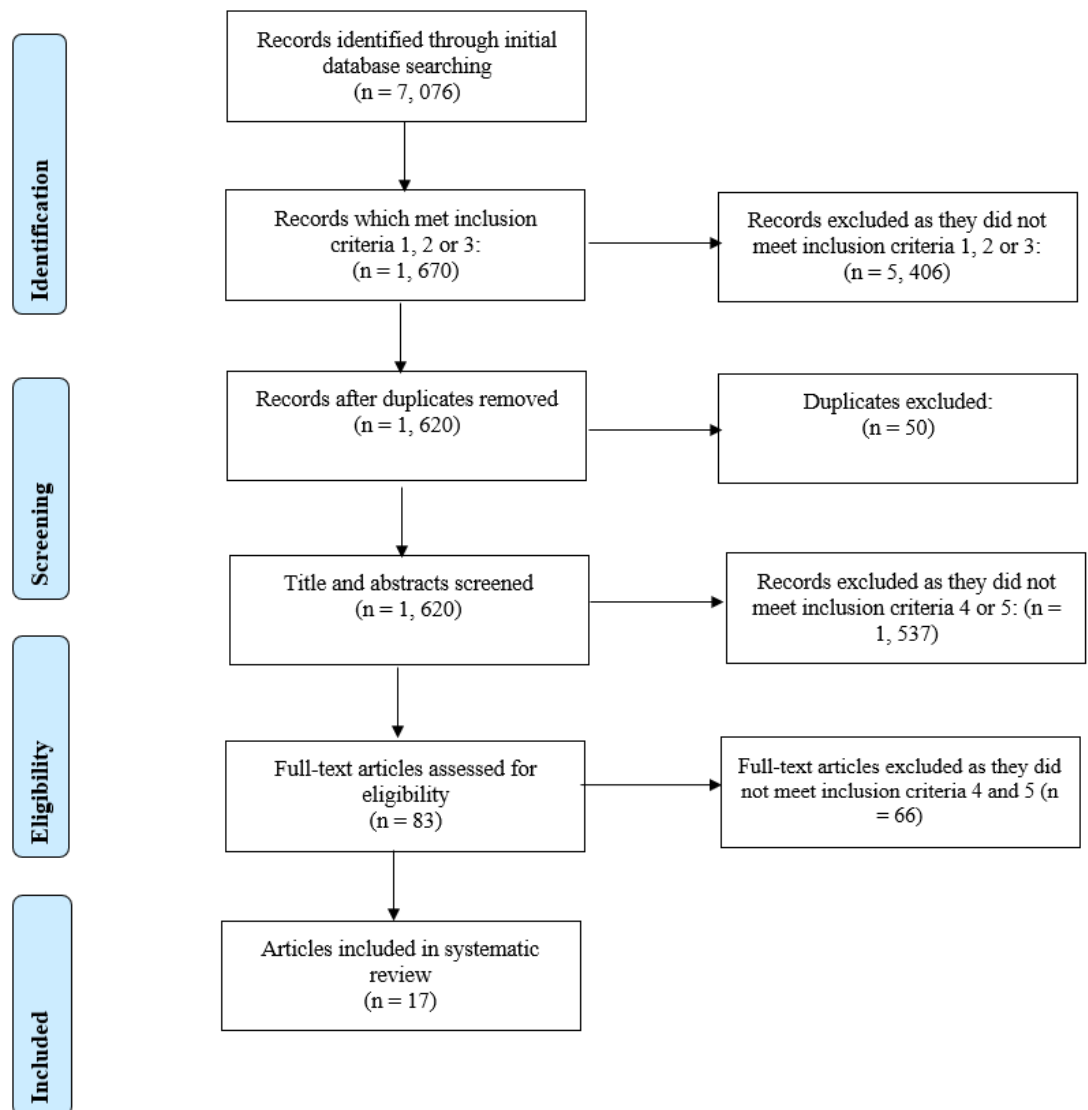 Records identified through initial
database searching
(n = 7, 076)
Identification
Records which met inclusion
criteria 1, 2 or 3:
(n = 1, 670)
Records excluded as they did not
meet inclusion criteria 1, 2 or 3:
(n = 5, 406)
Records after duplicates removed
(n = 1, 620)
Duplicates excluded:
(n = 50)
Screening
Title and abstracts screened
(n = 1, 620)
Records excluded as they did not
meet inclusion criteria 4 or 5: (n =
1, 537)
Eligibility
Full-text articles assessed for
eligibility
(n = 83)
Full-text articles excluded as they did
not meet inclusion criteria 4 and 5 (n
= 66)
Included
Articles included in systematic
review
(n = 17)